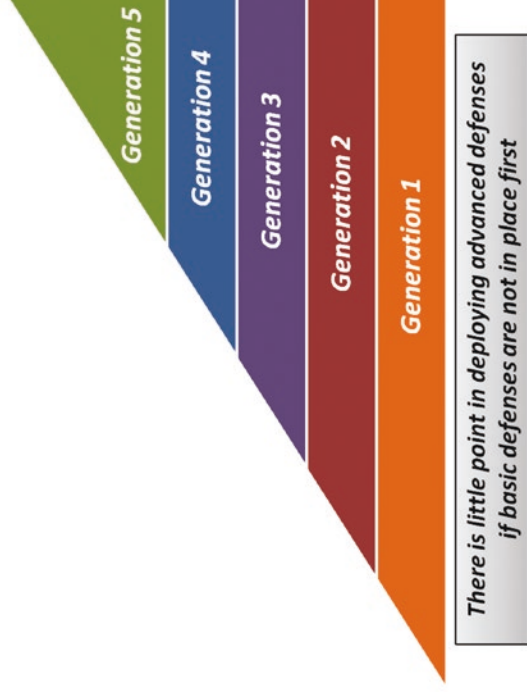 Generation 5
Generation 4
Generation 3
Generation 2
Generation 1
There is little point in deploying advanced defenses
if basic defenses are not in place first